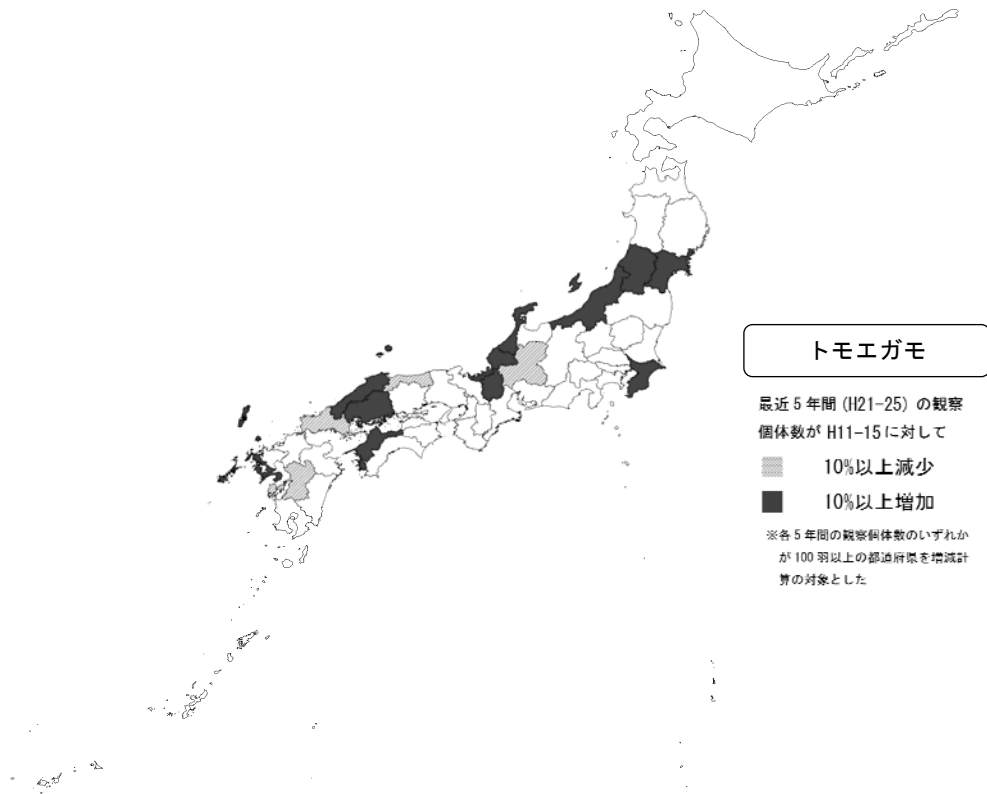 トモエガモ
最近5年間(H21-25)の観察
個体数が H11-15に対して
10%以上減少
10%以上増加
※各5年間の観察個体数のいずれか
が100羽以上の都道府県を増減計
算の対象とした